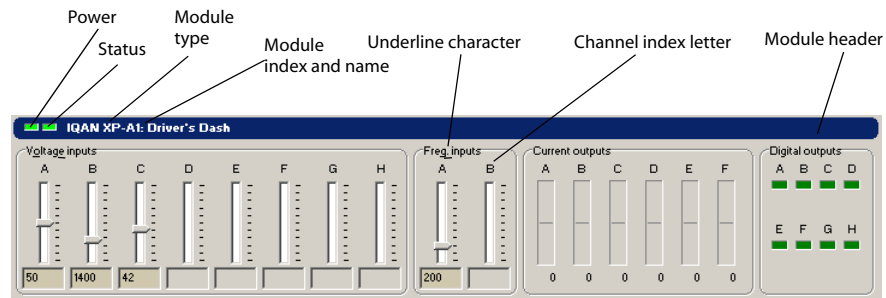 Power
Status
Module
type
Module
index and name
Underline character
Channel index letter
Module header
IQAN XP-A1: Driver's Dash
Voltage inputs
A B C D E F G H
50 1400 42
Freq. inputs
A B
200
Current outputs
A B C D E F
0 0 0 0 0 0
Digital outputs
A B C D
E F G H